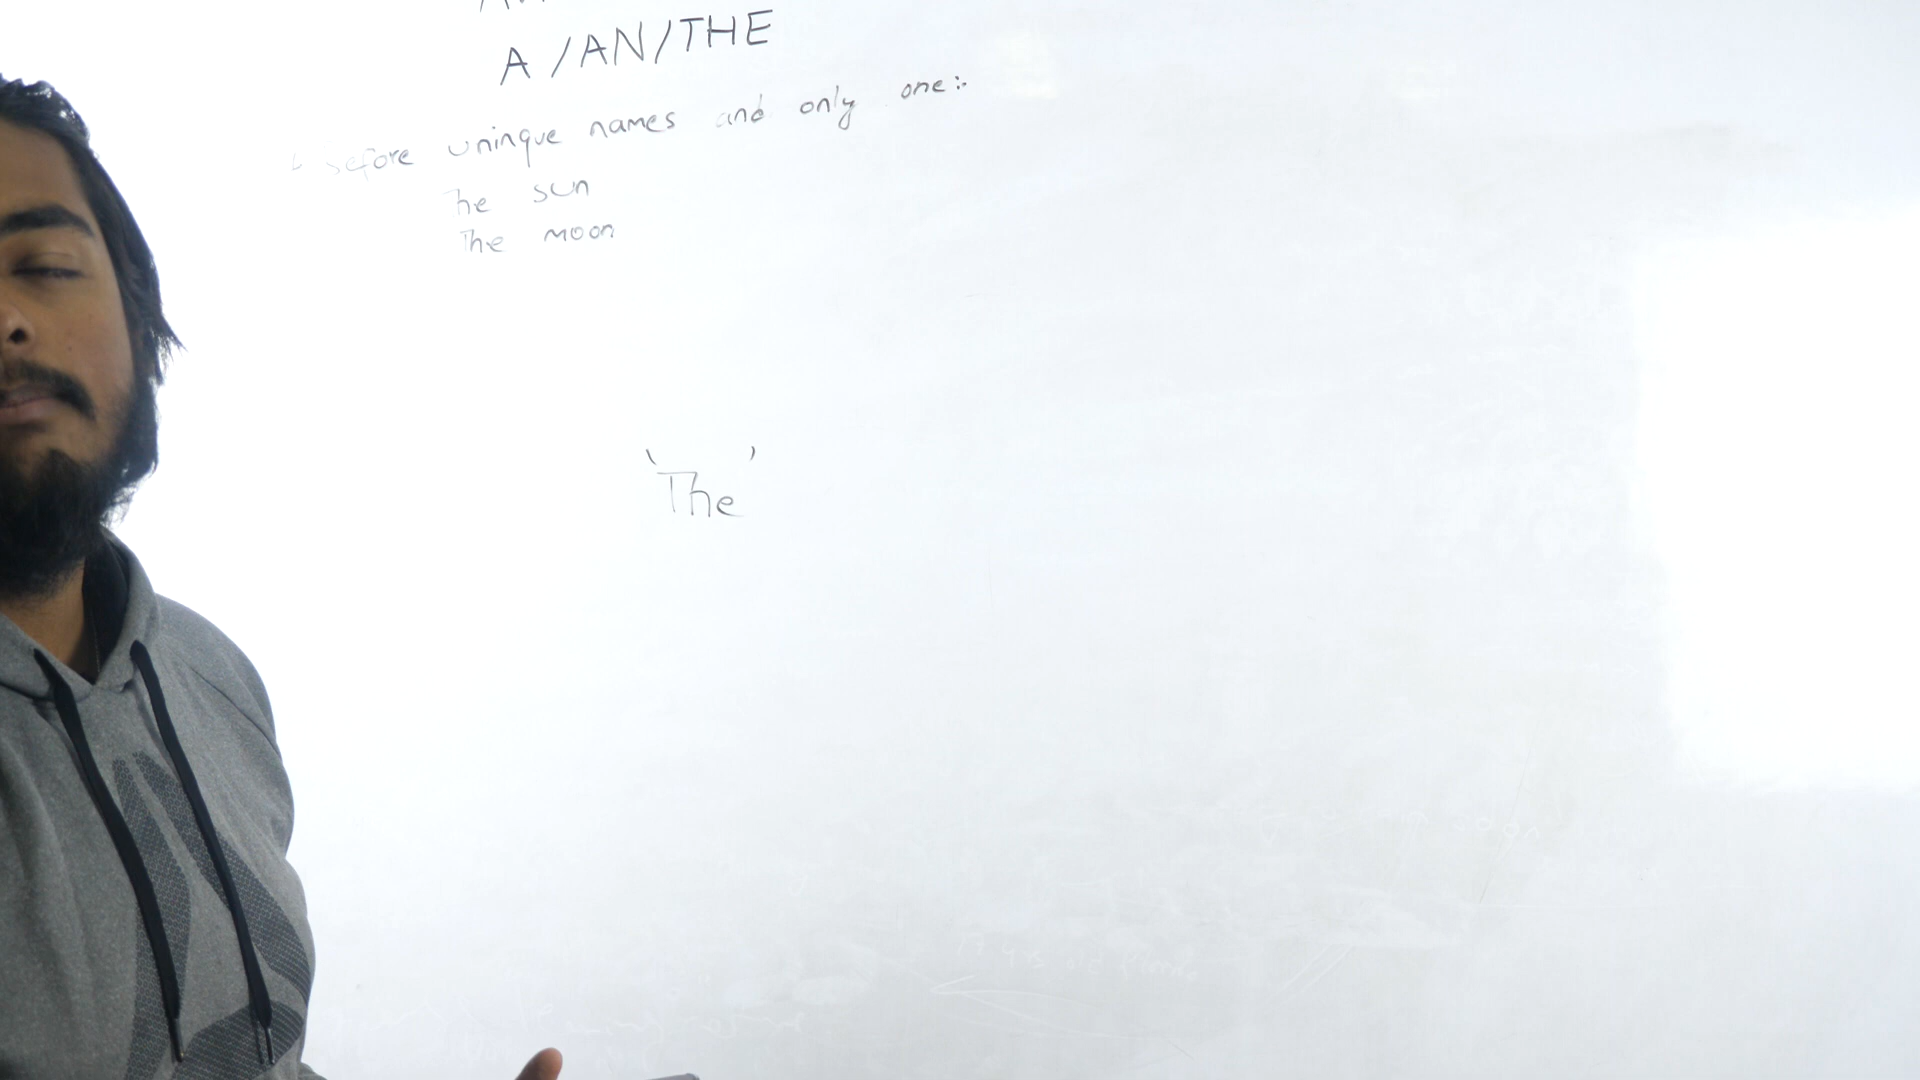 A/AN/THE
before uninque names and only one:-
The sun
The moon
'The'